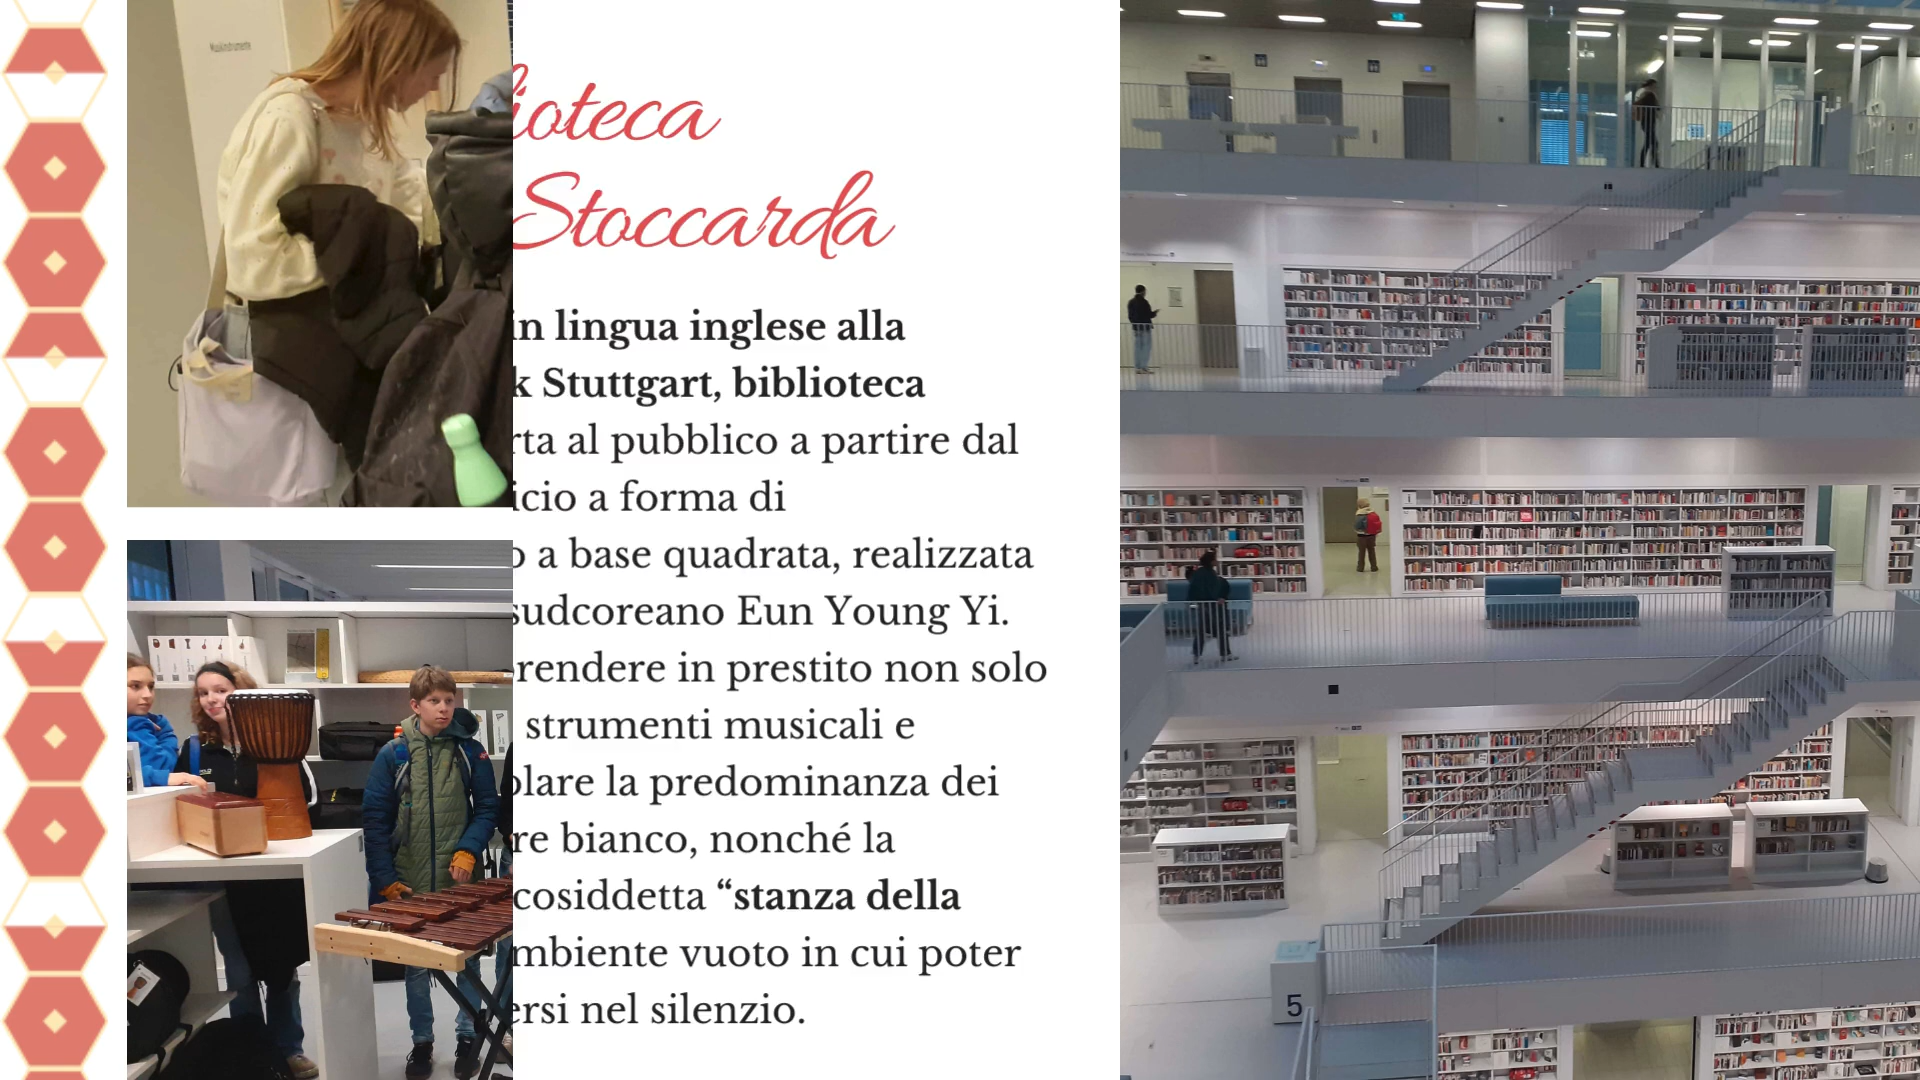 Musikinstrumente
ioteca
Stoccarda
in lingua inglese alla
k Stuttgart, biblioteca
rta al pubblico a partire dal
icio a forma di
o a base quadrata, realizzata
sudcoreano Eun Young Yi.
rendere in prestito non solo
strumenti musicali e
olare la predominanza dei
re bianco, nonché la
cosiddetta “stanza della
mbiente vuoto in cui poter
ersi nel silenzio.
5